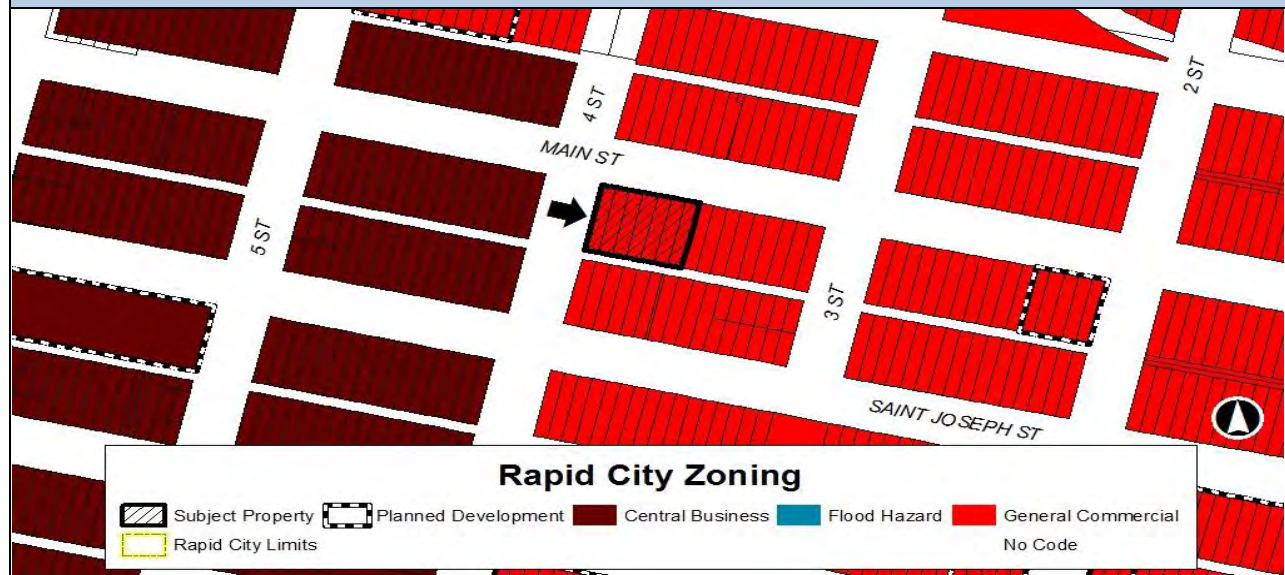 2 ST
4 ST
MAIN ST
5 ST
3 ST
SAINT JOSEPH ST
Rapid City Zoning
Subject Property Planned Development Central Business Flood Hazard General Commercial
Rapid City Limits No Code